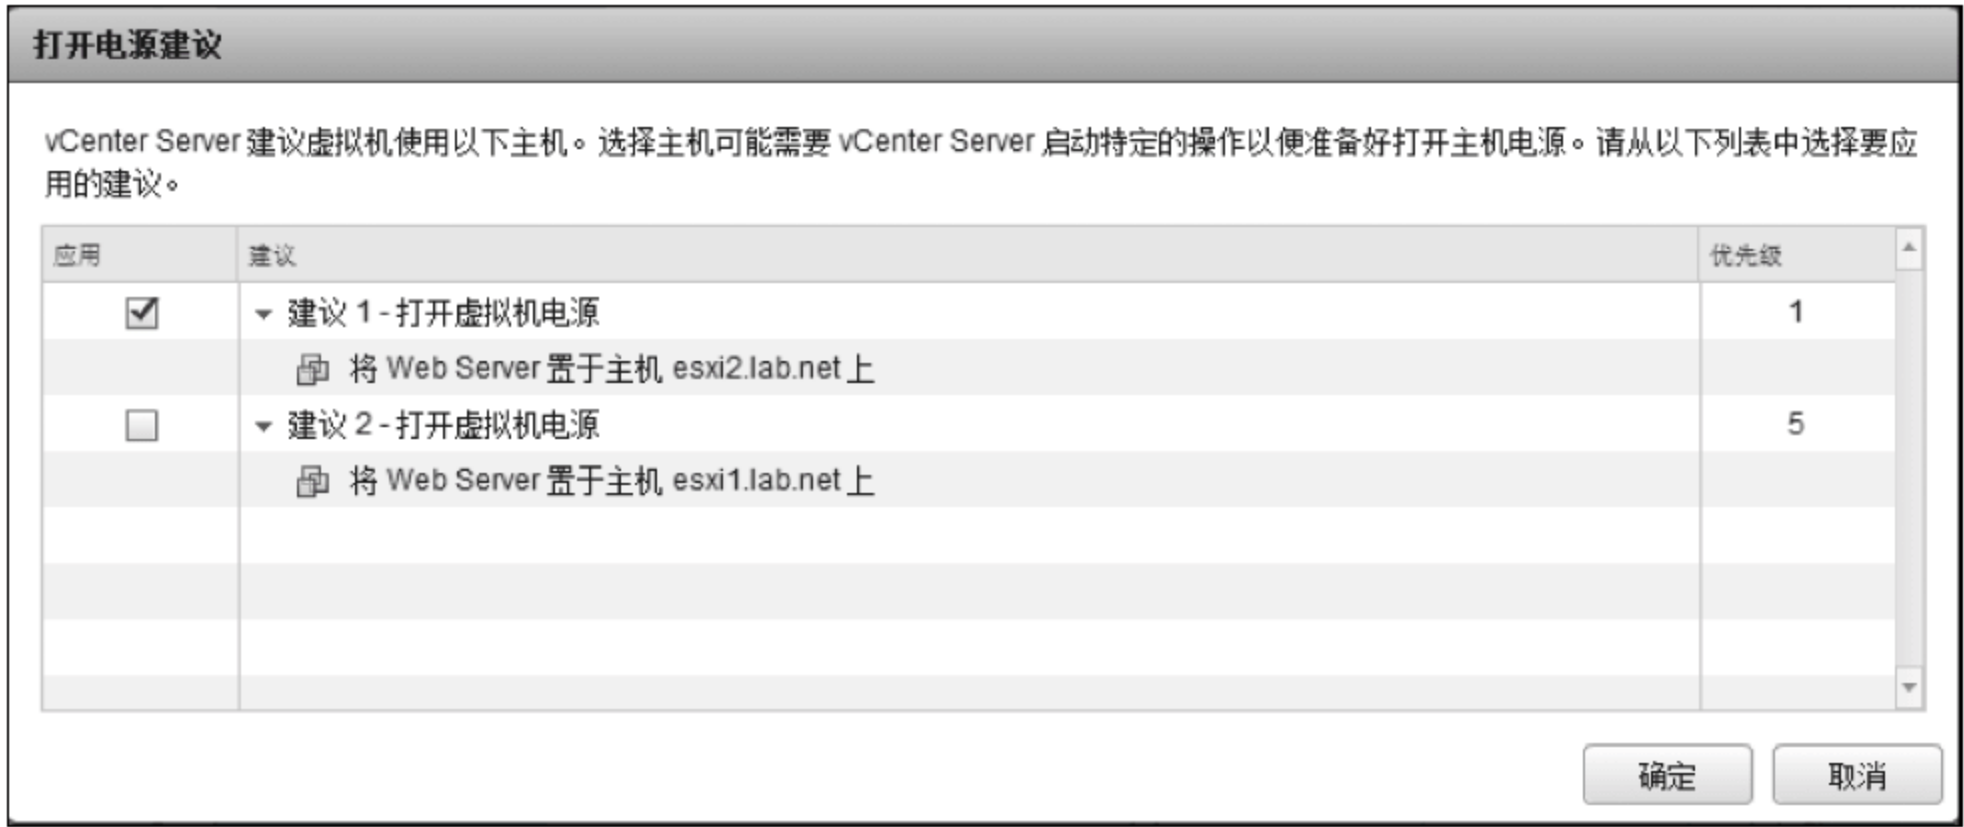 打开电源建议
vCenter Server 建议虚拟机使用以下主机。选择主机可能需要 vCenter Server 启动特定的操作以便准备好打开主机电源。请从以下列表中选择要应
用的建议。
应用 建议 优先级
建议 1 - 打开虚拟机电源 1
将 Web Server 置于主机 esxi2.lab.net 上
建议 2 - 打开虚拟机电源 5
将 Web Server 置于主机 esxi1.lab.net 上
确定 取消